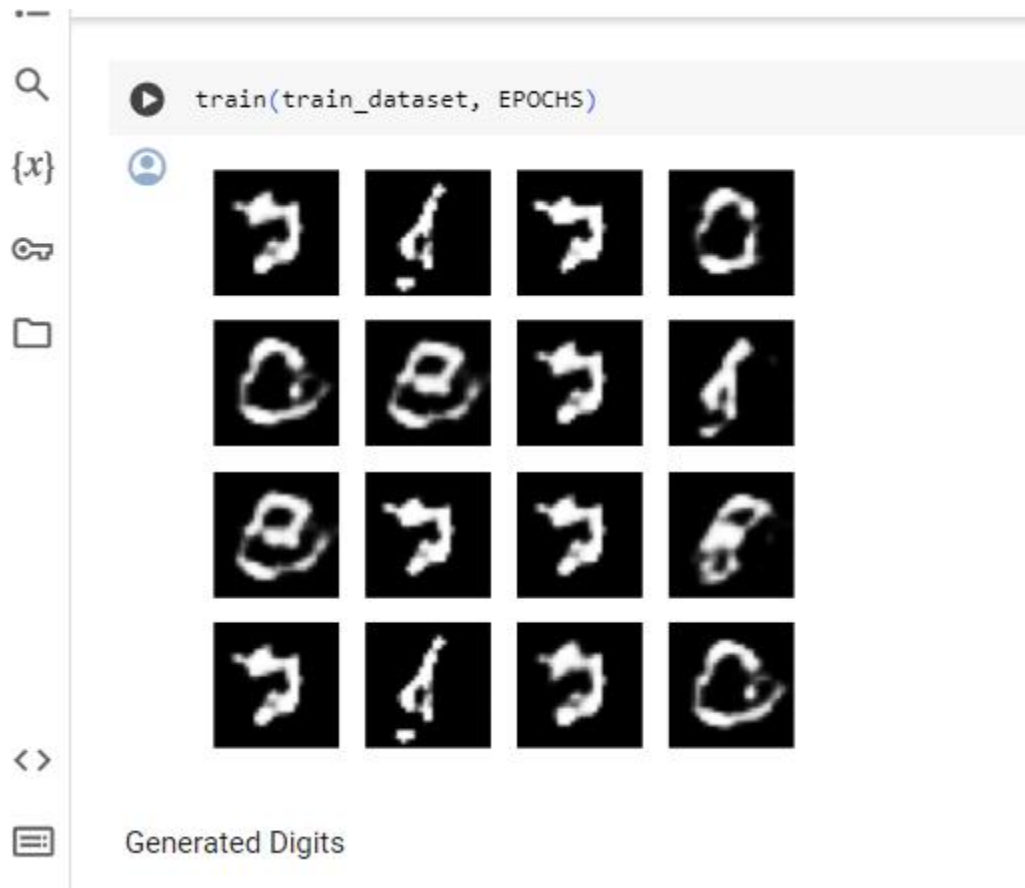 {x}
train(train_dataset, EPOCHS)
Generated Digits